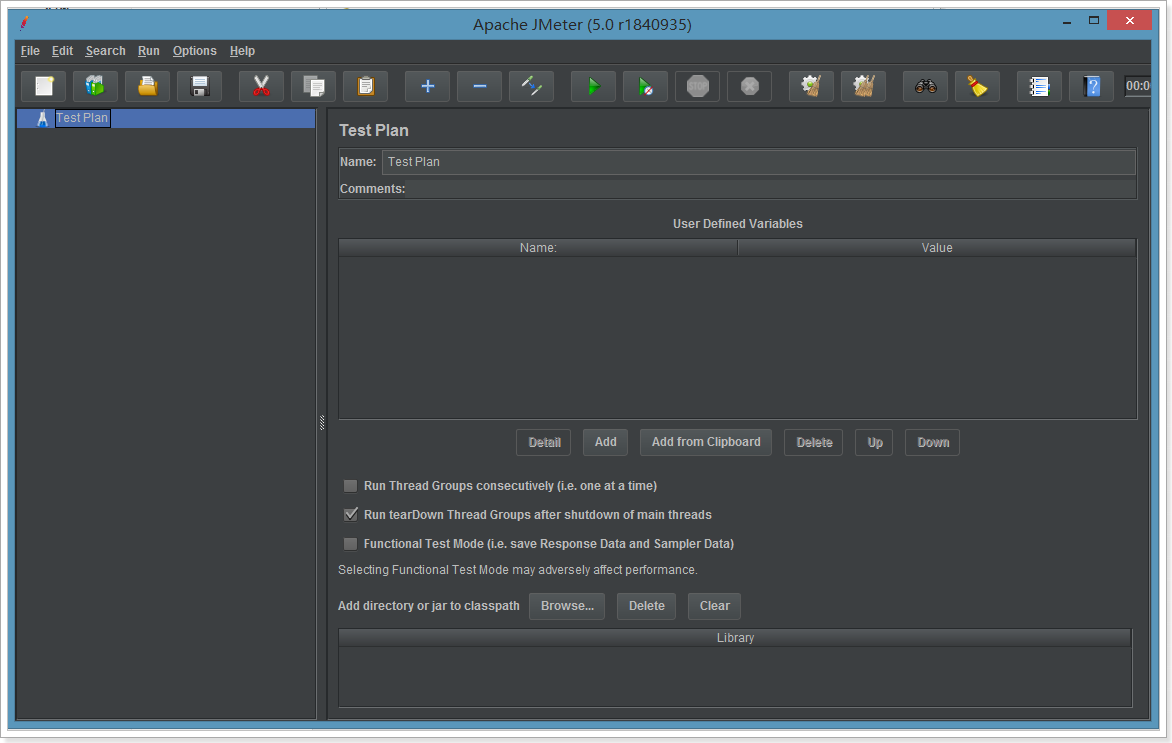 Apache JMeter (5.0 r1840935)
File Edit Search Run Options Help
STOP ? 00:0
Test Plan
Test Plan
Name: Test Plan
Comments:
User Defined Variables
Name: Value
Detail Add Add from Clipboard Delete Up Down
Run Thread Groups consecutively (i.e. one at a time)
Run tearDown Thread Groups after shutdown of main threads
Functional Test Mode (i.e. save Response Data and Sampler Data)
Selecting Functional Test Mode may adversely affect performance.
Add directory or jar to classpath Browse... Delete Clear
Library